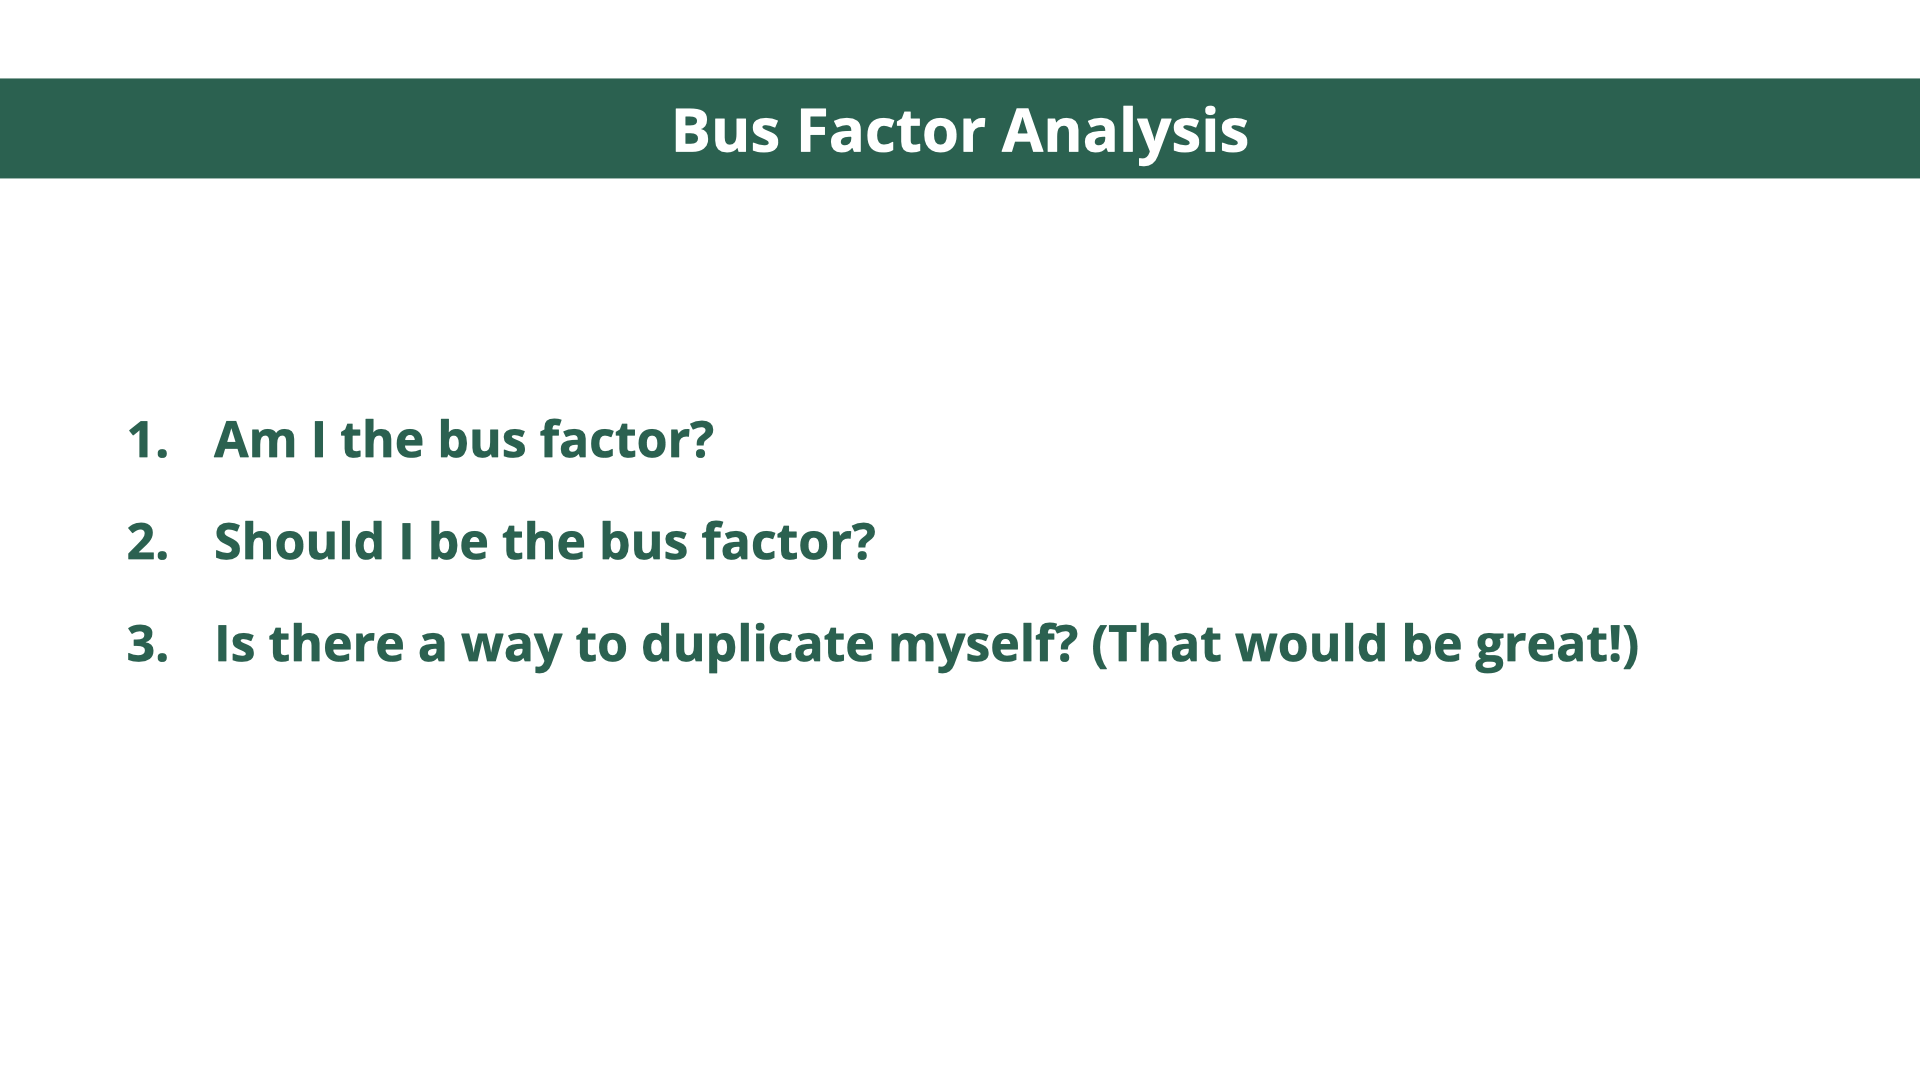 Bus Factor Analysis
1. Am I the bus factor?
2. Should I be the bus factor?
3. Is there a way to duplicate myself? (That would be great!)